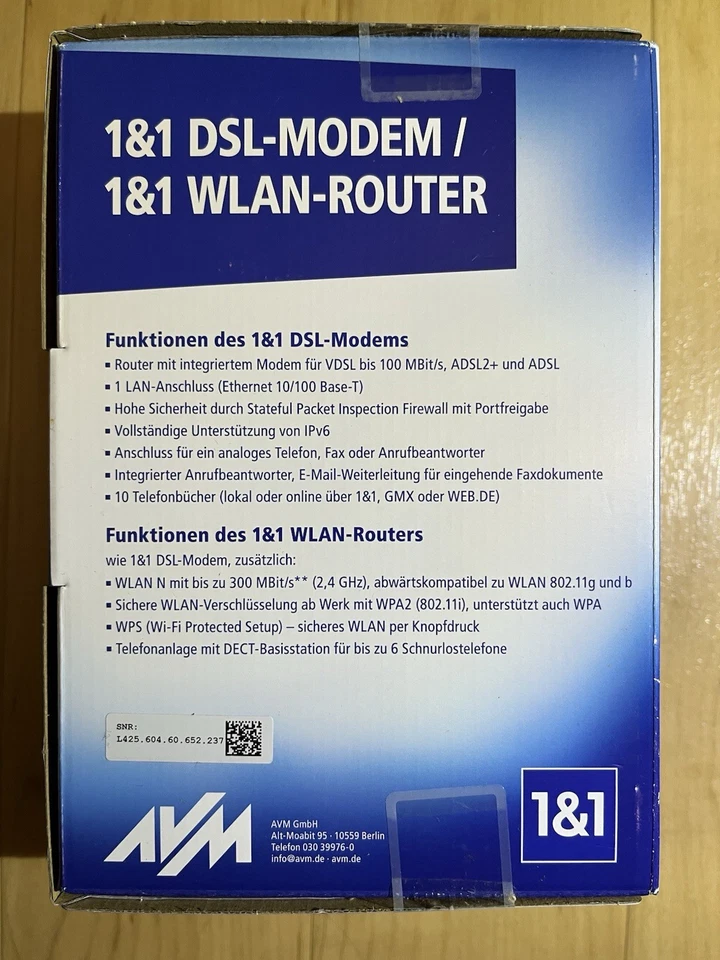 1&1 DSL-MODEM /
1&1 WLAN-ROUTER
Funktionen des 1&1 DSL-Modems
▪ Router mit integriertem Modem für VDSL bis 100 MBit/s, ADSL2+ und ADSL
▪ 1 LAN-Anschluss (Ethernet 10/100 Base-T)
▪ Hohe Sicherheit durch Stateful Packet Inspection Firewall mit Portfreigabe
▪ Vollständige Unterstützung von IPv6
▪ Anschluss für ein analoges Telefon, Fax oder Anrufbeantworter
▪ Integrierter Anrufbeantworter, E-Mail-Weiterleitung für eingehende Faxdokumente
▪ 10 Telefonbücher (lokal oder online über 1&1, GMX oder WEB.DE)
Funktionen des 1&1 WLAN-Routers
wie 1&1 DSL-Modem, zusätzlich:
▪ WLAN N mit bis zu 300 MBit/s** (2,4 GHz), abwärtskompatibel zu WLAN 802.11g und b
▪ Sichere WLAN-Verschlüsselung ab Werk mit WPA2 (802.11i), unterstützt auch WPA
▪ WPS (Wi-Fi Protected Setup) – sicheres WLAN per Knopfdruck
▪ Telefonanlage mit DECT-Basisstation für bis zu 6 Schnurlostelefone
SNR:
L425.604.60.652.237
AVM
AVM GmbH
Alt-Moabit 95 · 10559 Berlin
Telefon 030 39976-0
info@avm.de · avm.de
1&1